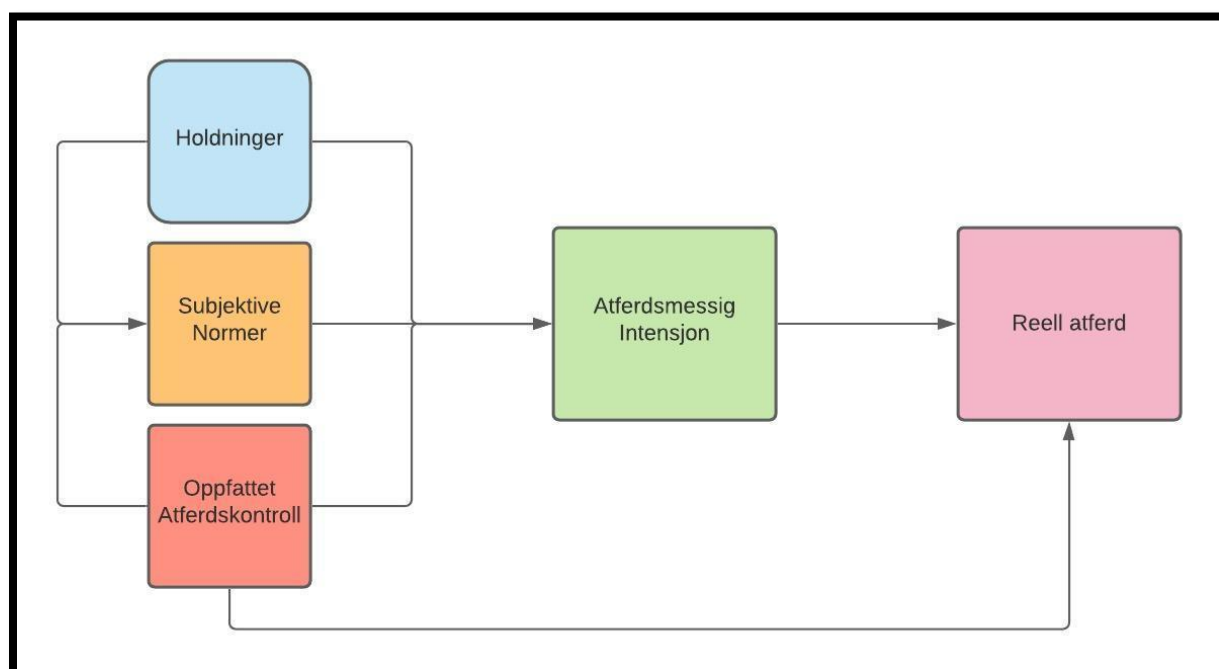 Holdninger
Subjektive
Normer
Oppfattet
Atferdskontroll
Atferdsmessig
Intensjon
Reell atferd